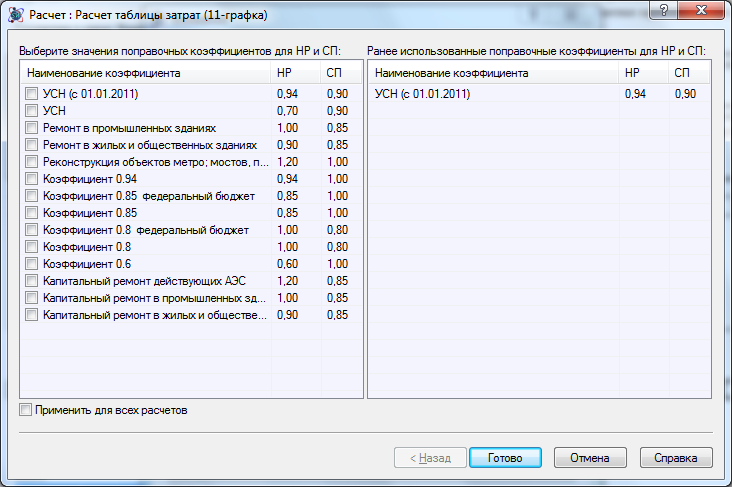 Расчет : Расчет таблицы затрат (11-графка)
Выберите значения поправочных коэффициентов для НР и СП:
Наименование коэффициента НР СП
УСН (с 01.01.2011) 0,94 0,90
УСН 0,70 0,90
Ремонт в промышленных зданиях 1,00 0,85
Ремонт в жилых и общественных зданиях 0,90 0,85
Реконструкция объектов метро; мостов, п... 1,20 1,00
Коэффициент 0.94 0,94 1,00
Коэффициент 0.85 федеральный бюджет 0,85 1,00
Коэффициент 0.85 0,85 1,00
Коэффициент 0.8 федеральный бюджет 1,00 0,80
Коэффициент 0.8 1,00 0,80
Коэффициент 0.6 0,60 1,00
Капитальный ремонт действующих АЭС 1,20 0,85
Капитальный ремонт в промышленных зд... 1,00 0,85
Капитальный ремонт в жилых и обществе... 0,90 0,85
Ранее использованные поправочные коэффициенты для НР и СП:
Наименование коэффициента НР СП
УСН (с 01.01.2011) 0,94 0,90
Применить для всех расчетов
< Назад Готово Отмена Справка